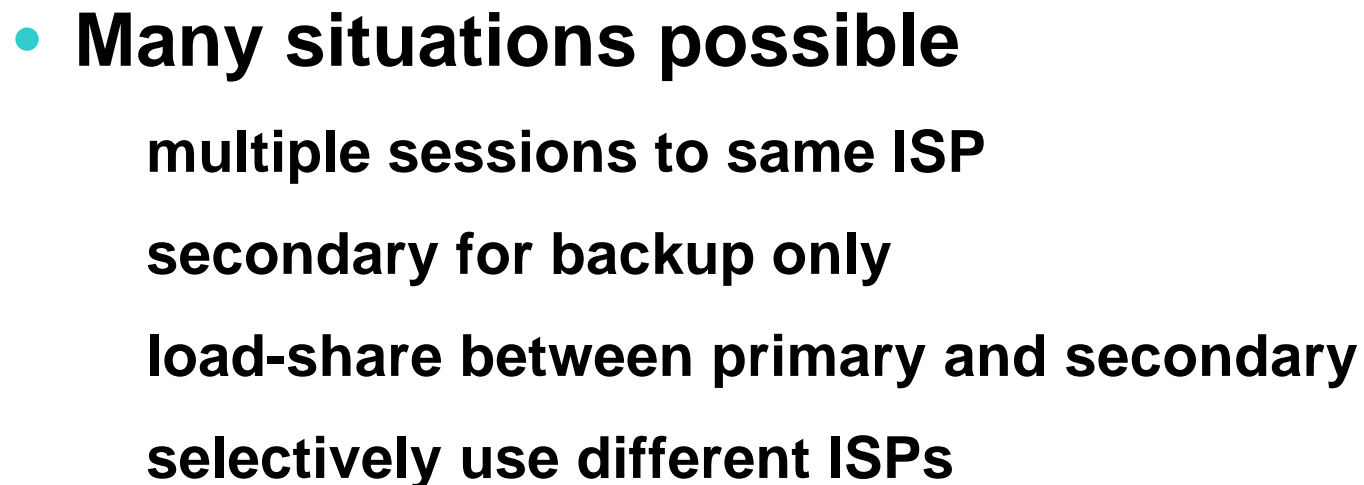 • Many situations possible
multiple sessions to same ISP
secondary for backup only
load-share between primary and secondary
selectively use different ISPs